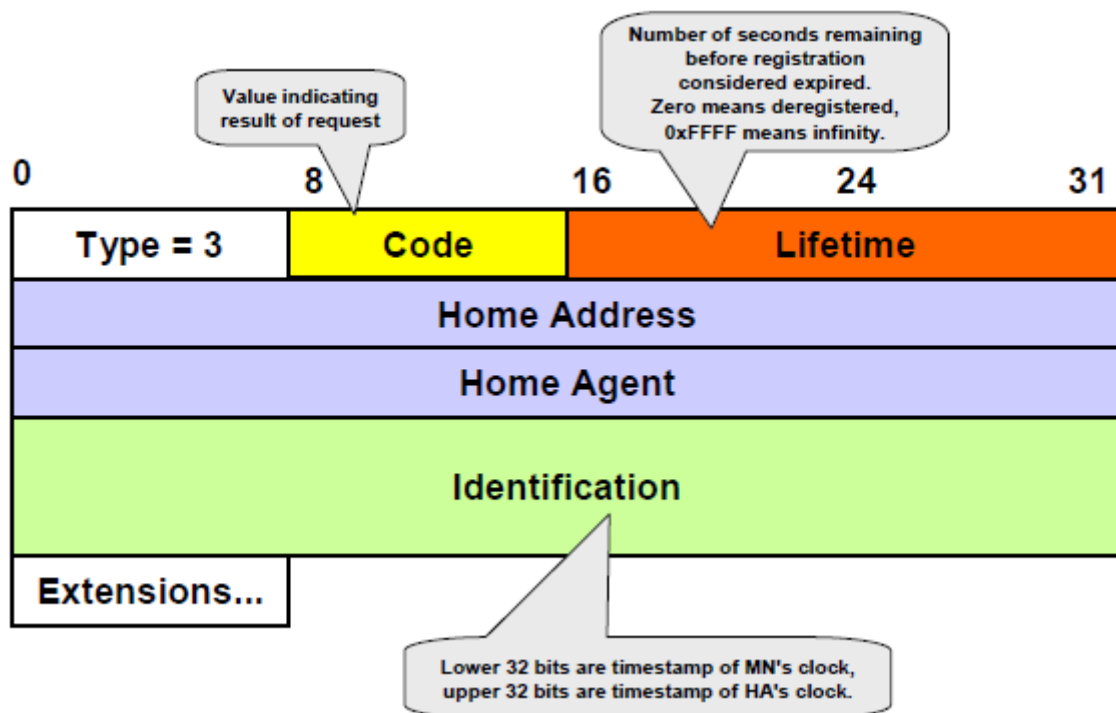 Number of seconds remaining
before registration
considered expired.
Zero means deregistered,
0xFFFF means infinity.
Value indicating
result of request
0 8 16 24 31
Type = 3 Code Lifetime
Home Address
Home Agent
Identification
Extensions...
Lower 32 bits are timestamp of MN's clock,
upper 32 bits are timestamp of HA's clock.